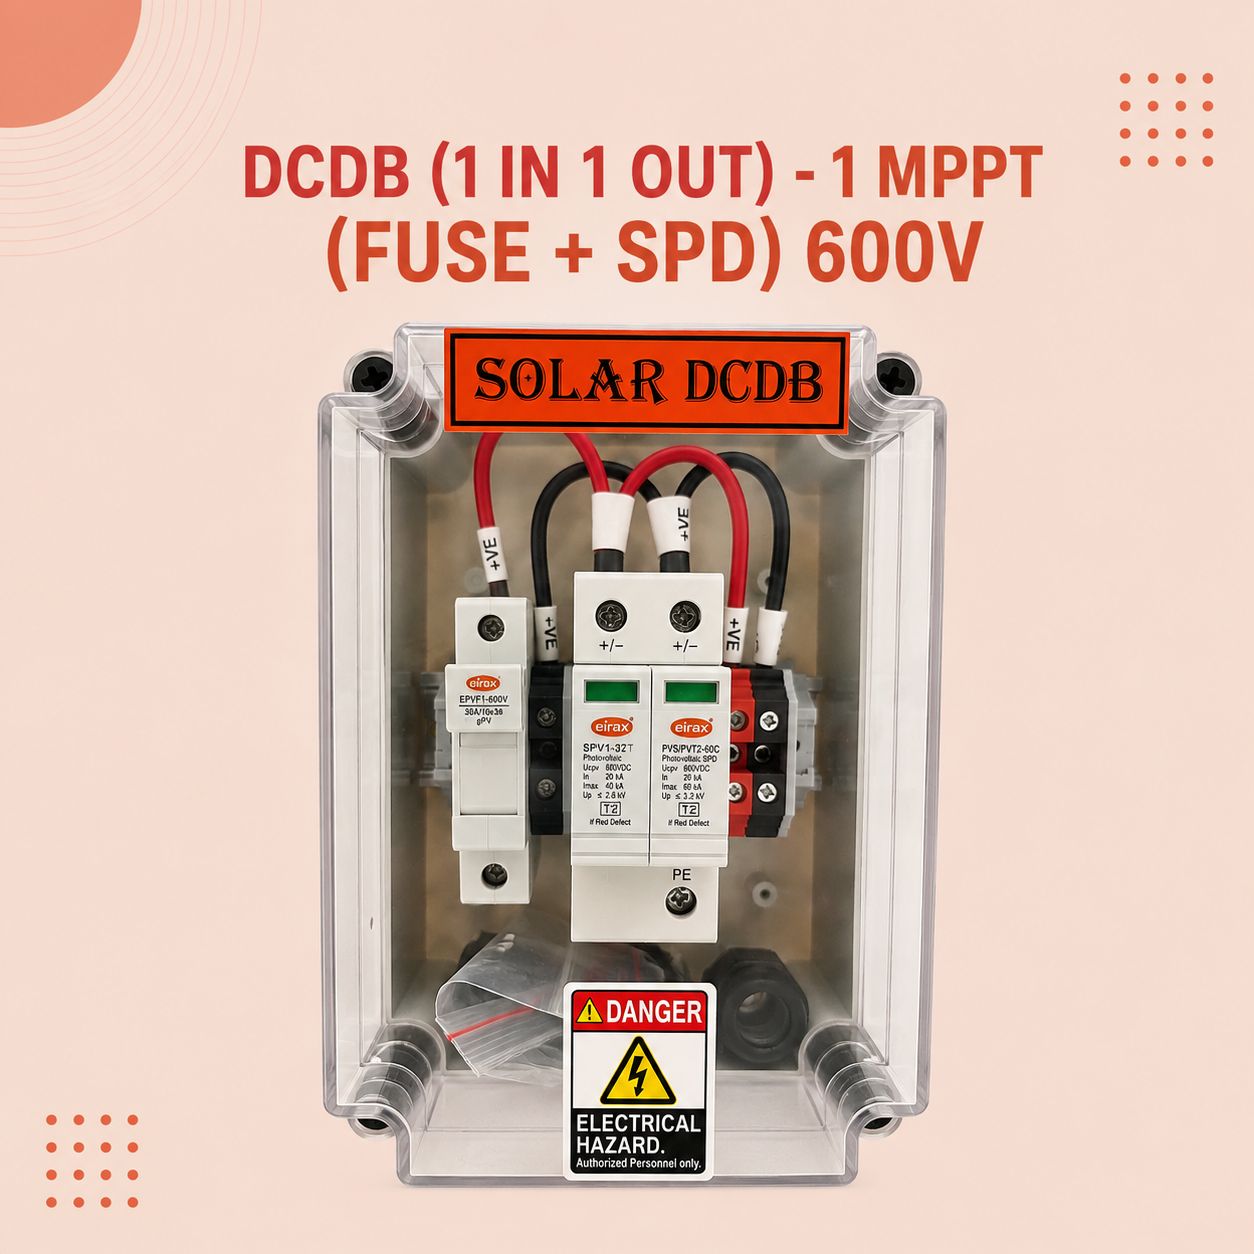 DCDB (1 IN 1 OUT) - 1 MPPT
(FUSE + SPD) 600V
SOLAR DCDB
+VE
+VE
+VE
+VE
+/-
+/-
eirax
EPVF1-600V
gPV
eirax
SPV1-32T
Photovoltaic
Ucpv 600VDC
In 20 kA
Imax 40 kA
Up ≤ 2.8 kV
T2
If Red Defect
eirax
PVS/PVT2-60C
Photovoltaic SPD
Ucpv 600VDC
In 20 kA
Imax 60 kA
Up ≤ 3.2 kV
T2
If Red Defect
PE
DANGER
ELECTRICAL
HAZARD.
Authorized Personnel only.